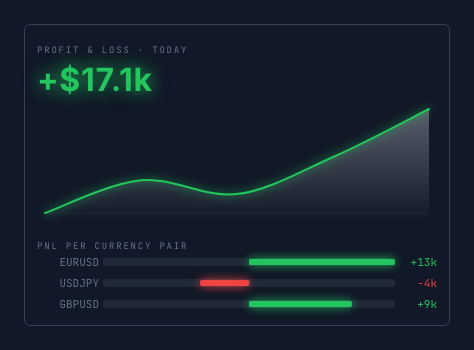 PROFIT & LOSS · TODAY
+$17.1k
PNL PER CURRENCY PAIR
EURUSD +13k
USDJPY -4k
GBPUSD +9k